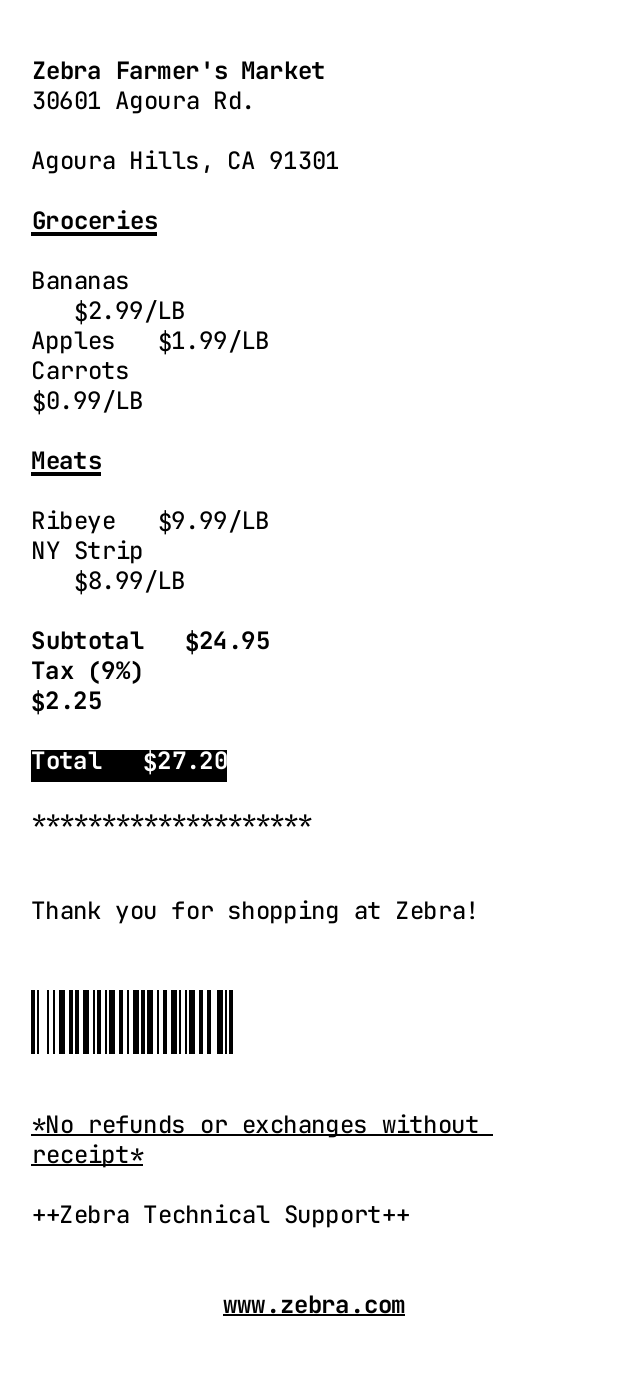 Zebra Farmer's Market
30601 Agoura Rd.
Agoura Hills, CA 91301
Groceries
Bananas
$2.99/LB
Apples   $1.99/LB
Carrots
$0.99/LB
Meats
Ribeye   $9.99/LB
NY Strip
$8.99/LB
Subtotal   $24.95
Tax (9%)
$2.25
Total   $27.20
********************
Thank you for shopping at Zebra!
*No refunds or exchanges without
receipt*
++Zebra Technical Support++
www.zebra.com